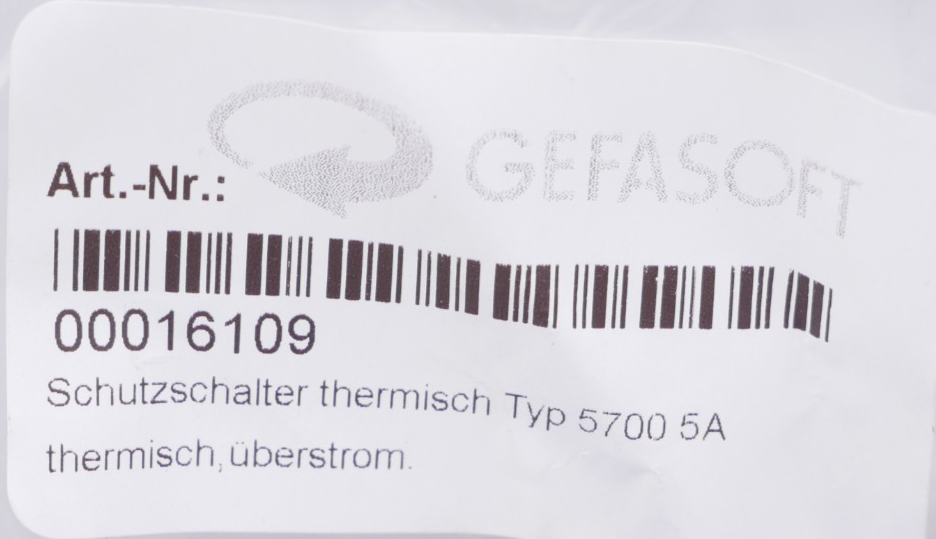 GEFASOFT
Art.-Nr.:
00016109
Schutzschalter thermisch Typ 5700 5A
thermisch,überstrom.